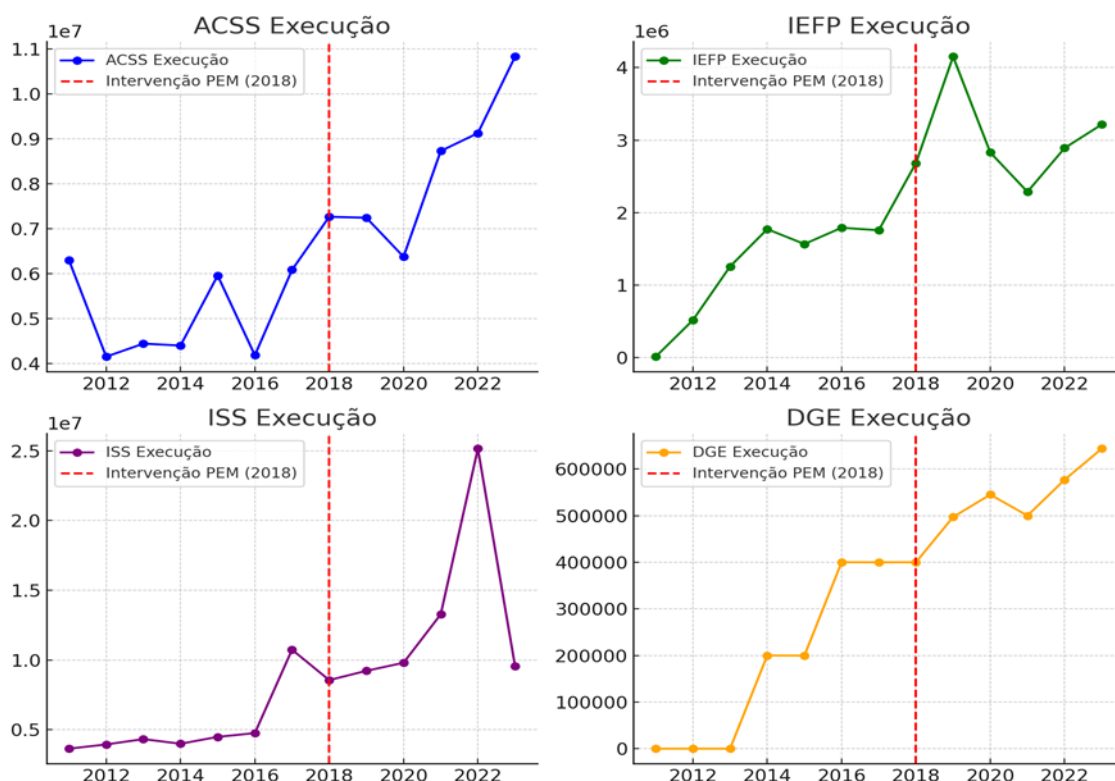 ACSS Execução
1e7
ACSS Execução
Intervenção PEM (2018)
1.1
1.0
0.9
0.8
0.7
0.6
0.5
0.4
2012 2014 2016 2018 2020 2022
IEFP Execução
1e6
IEFP Execução
Intervenção PEM (2018)
4
3
2
1
0
2012 2014 2016 2018 2020 2022
ISS Execução
1e7
ISS Execução
Intervenção PEM (2018)
2.5
2.0
1.5
1.0
0.5
2012 2014 2016 2018 2020 2022
DGE Execução
DGE Execução
Intervenção PEM (2018)
600000
500000
400000
300000
200000
100000
0
2012 2014 2016 2018 2020 2022